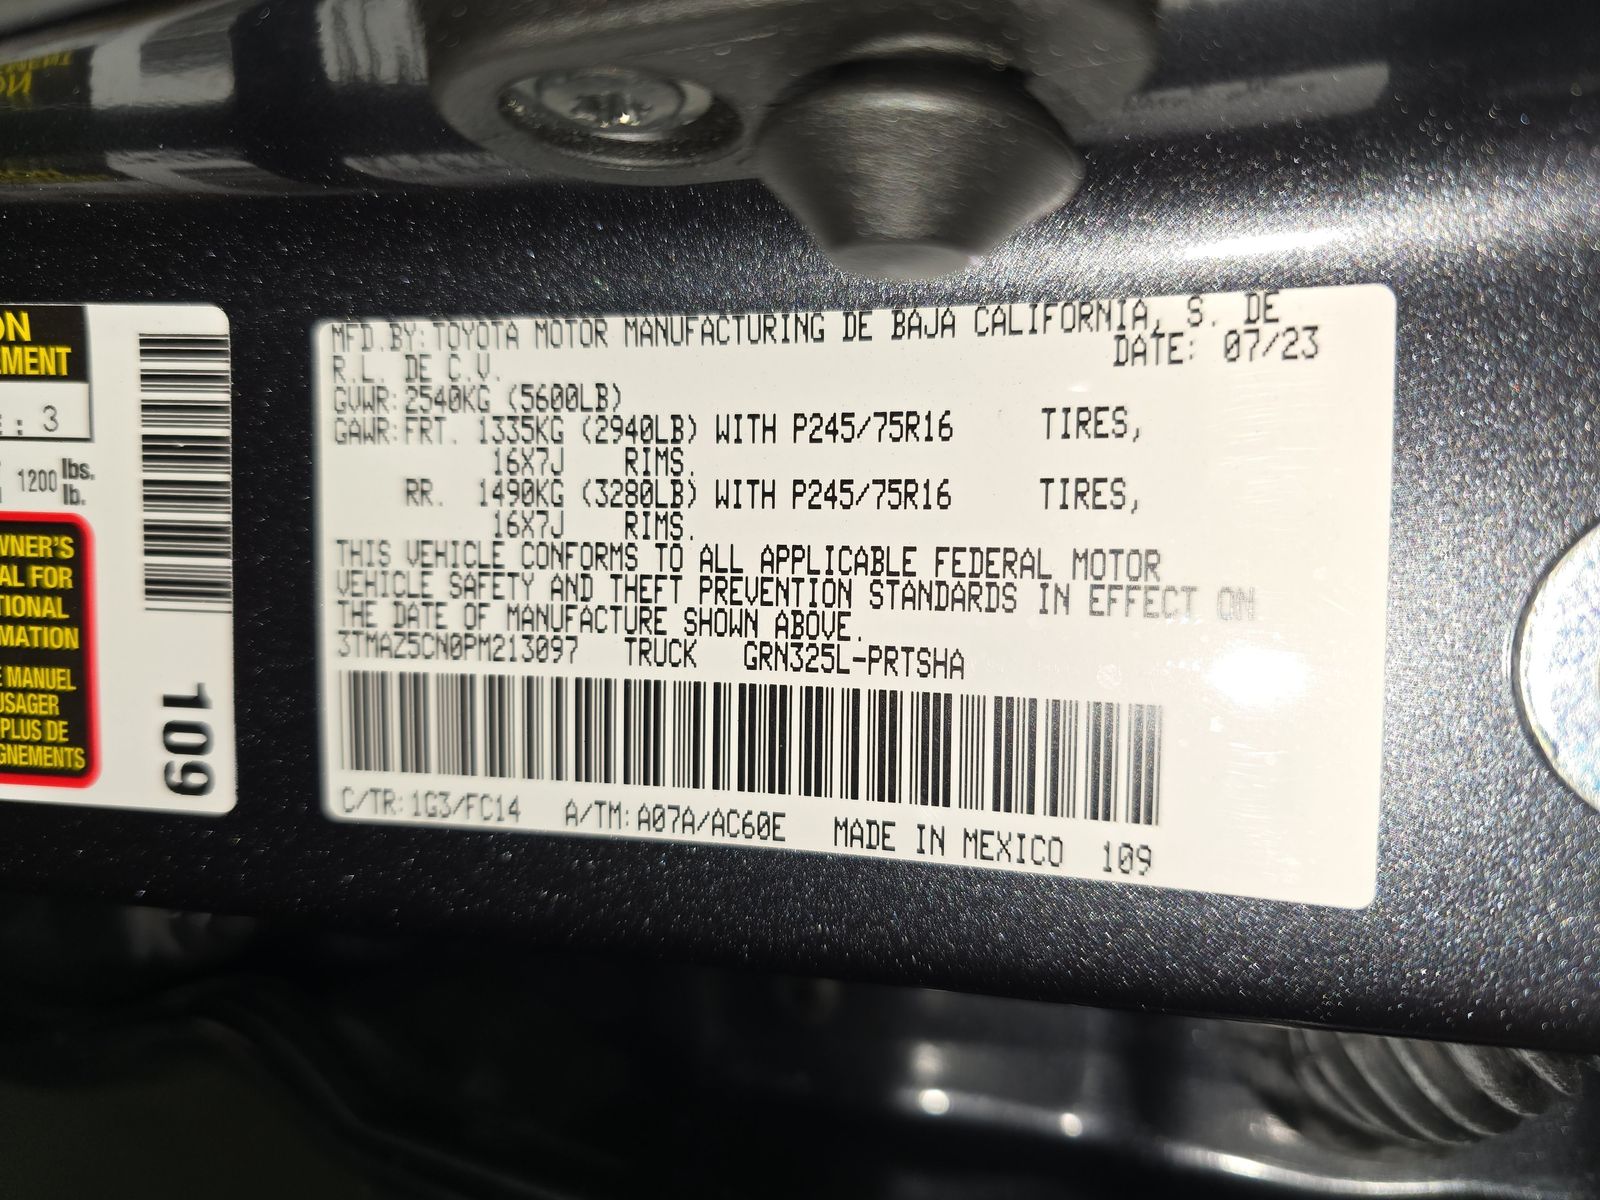 ON
EMENT
E: 3
1200 lbs.
lb.
WNER'S
AL FOR
TIONAL
MATION
E MANUEL
USAGER
PLUS DE
GNEMENTS
109
MFD.BY:TOYOTA MOTOR MANUFACTURING DE BAJA CALIFORNIA, S. DE
R.L. DE C.V. DATE: 07/23
GVWR:2540KG (5600LB)
GAWR:FRT. 1335KG (2940LB) WITH P245/75R16 TIRES,
16X7J RIMS.
RR. 1490KG (3280LB) WITH P245/75R16 TIRES,
16X7J RIMS.
THIS VEHICLE CONFORMS TO ALL APPLICABLE FEDERAL MOTOR
VEHICLE SAFETY AND THEFT PREVENTION STANDARDS IN EFFECT ON
THE DATE OF MANUFACTURE SHOWN ABOVE.
3TMAZ5CN0PM213097 TRUCK GRN325L-PRTSHA
C/TR:1G3/FC14 A/TM:A07A/AC60E MADE IN MEXICO 109